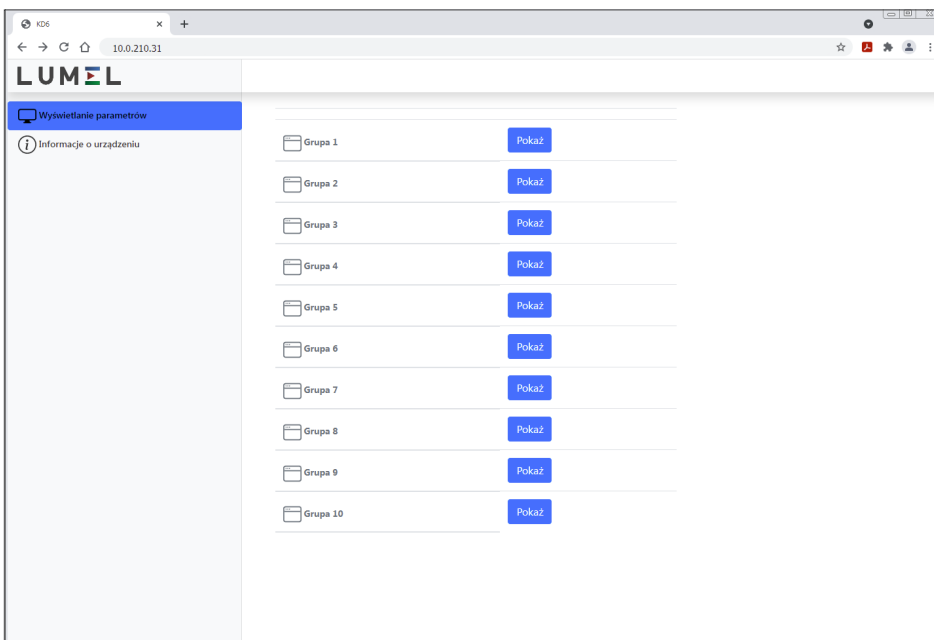 KD6
10.0.210.31
LUMEL
Wyświetlanie parametrów
Informacje o urządzeniu
Grupa 1 Pokaż
Grupa 2 Pokaż
Grupa 3 Pokaż
Grupa 4 Pokaż
Grupa 5 Pokaż
Grupa 6 Pokaż
Grupa 7 Pokaż
Grupa 8 Pokaż
Grupa 9 Pokaż
Grupa 10 Pokaż